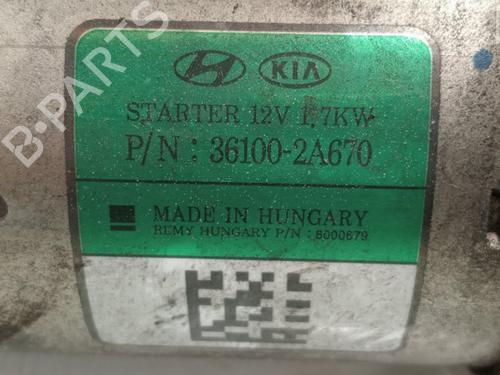 B-PARTS
KIA
STARTER 12V 1.7KW
P/N : 36100-2A670
MADE IN HUNGARY
REMY HUNGARY P/N : 8000679